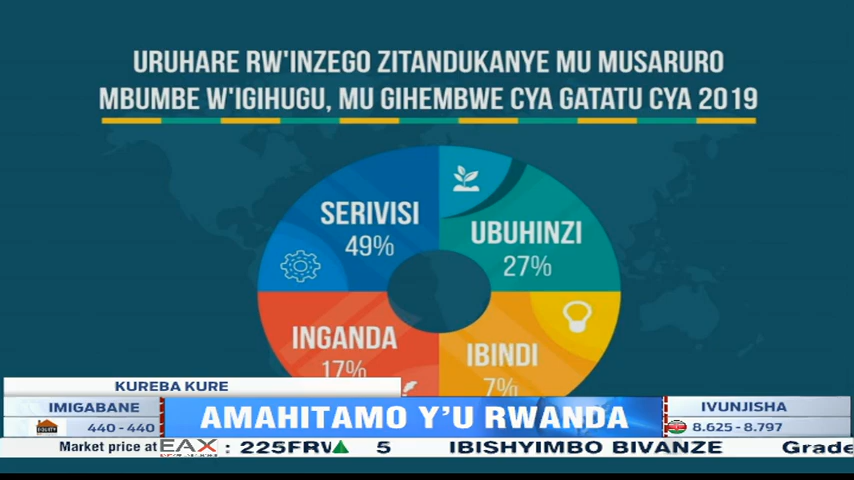 URUHARE RW'INZEGO ZITANDUKANYE MU MUSARURO
MBUMBE W'IGIHUGU, MU GIHEMBWE CYA GATATU CYA 2019
SERIVISI
49%
UBUHINZI
27%
INGANDA
17%
IBINDI
7%
KUREBA KURE
IMIGABANE
EQUITY 440 - 440
AMAHITAMO Y'U RWANDA
IVUNJISHA
8.625 - 8.797
Market price at EAX : 225FRW 5 IBISHYIMBO BIVANZE Grade